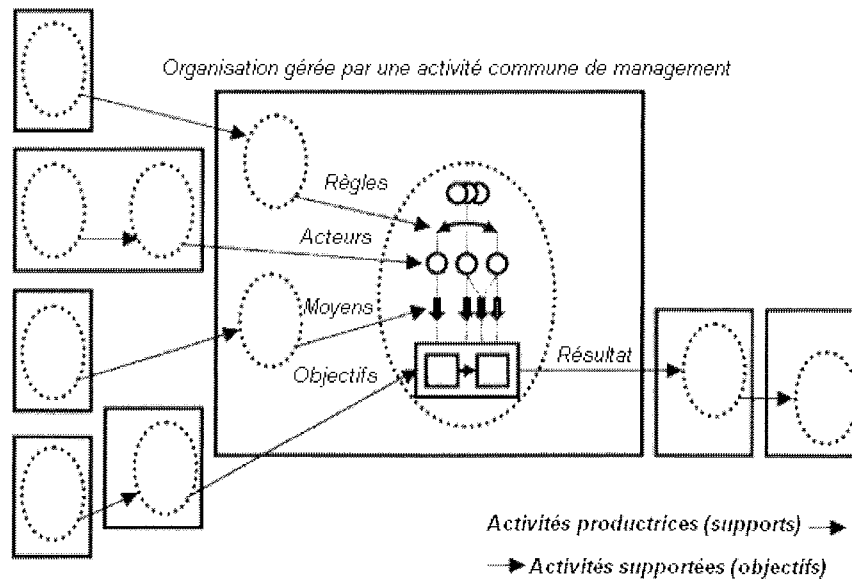 Organisation gérée par une activité commune de management
Règles
Acteurs
Moyens
Objectifs
Résultat
Activités productrices (supports)
Activités supportées (objectifs)